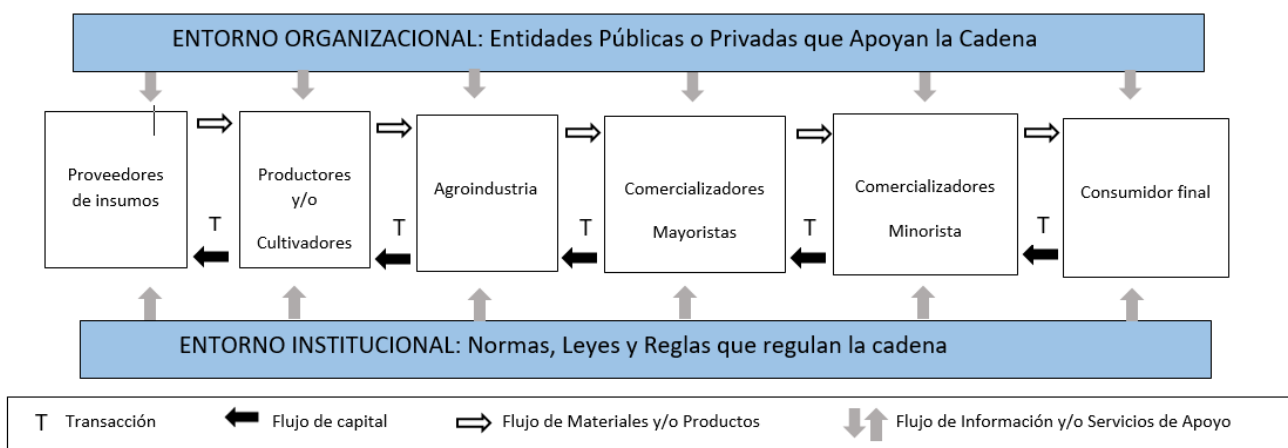 ENTORNO ORGANIZACIONAL: Entidades Públicas o Privadas que Apoyan la Cadena
Proveedores
de insumos
T
Productores
y/o
Cultivadores
T
Agroindustria
T
Comercializadores
Mayoristas
T
Comercializadores
Minorista
T
Consumidor final
ENTORNO INSTITUCIONAL: Normas, Leyes y Reglas que regulan la cadena
T Transacción
Flujo de capital
Flujo de Materiales y/o Productos
Flujo de Información y/o Servicios de Apoyo